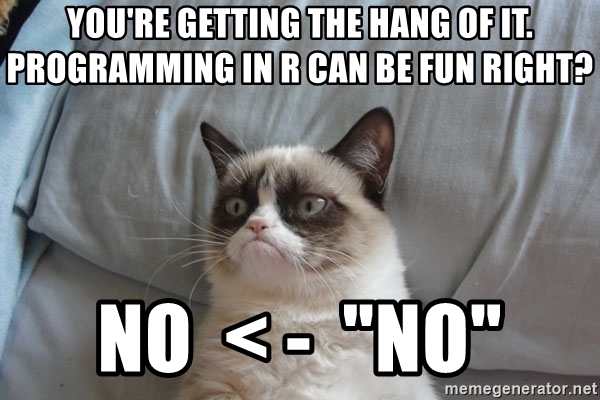 YOU'RE GETTING THE HANG OF IT.
PROGRAMMING IN R CAN BE FUN RIGHT?
NO < - "NO"
memegenerator.net